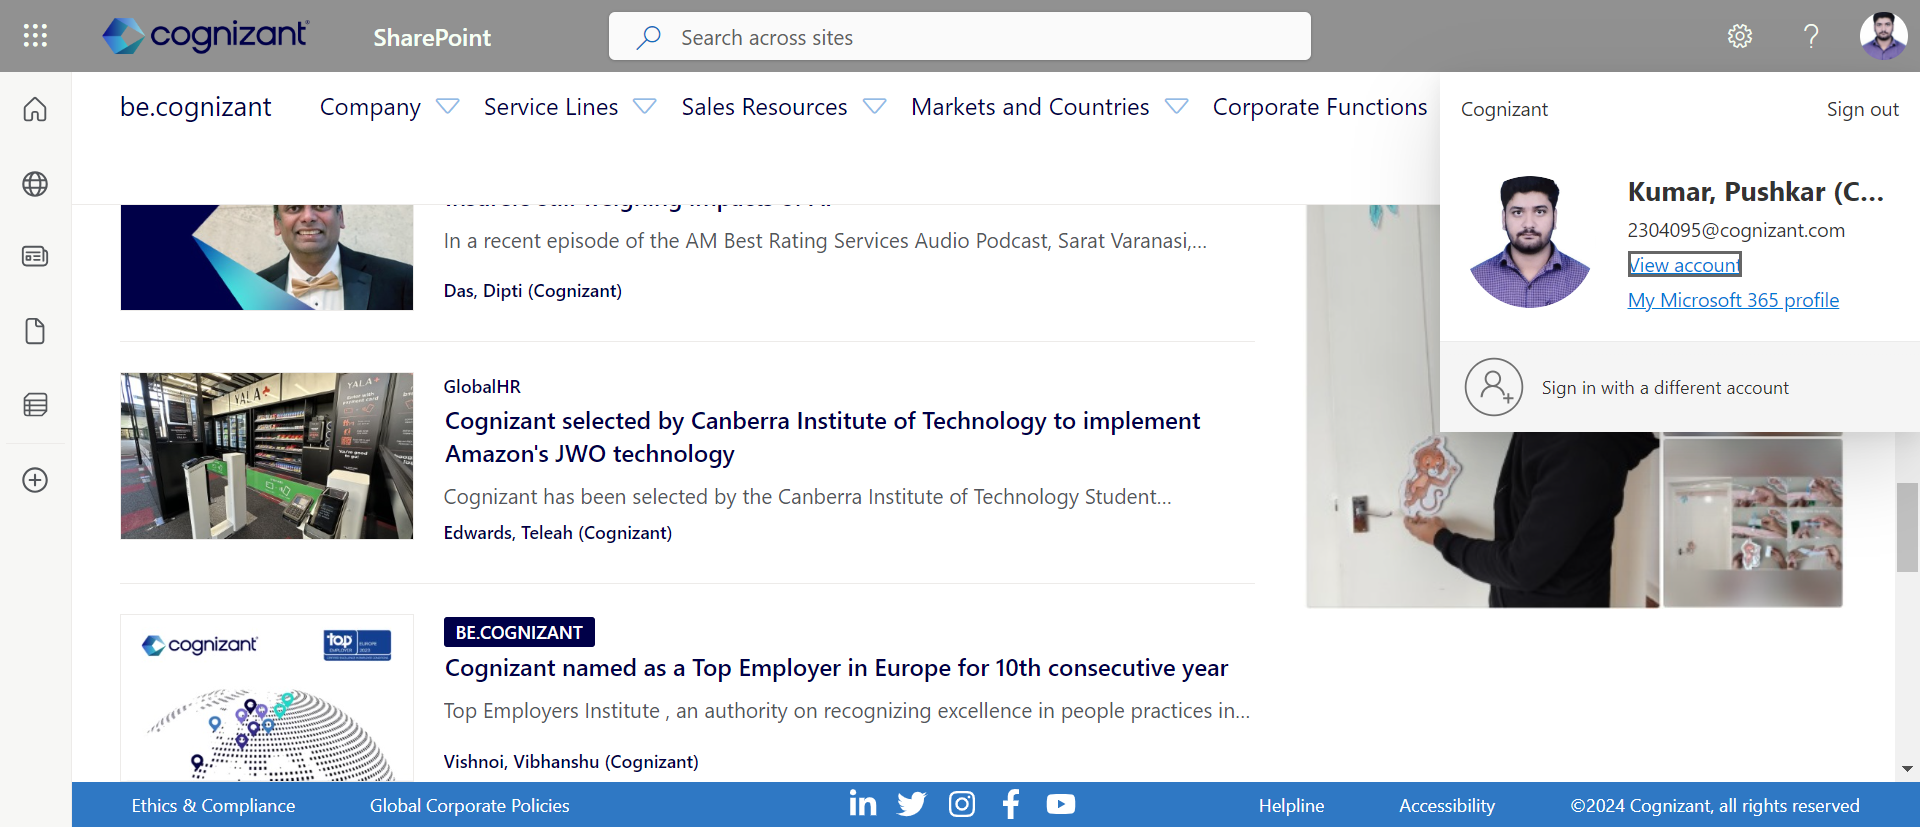 cognizant
SharePoint
Search across sites
be.cognizant
Company
Service Lines
Sales Resources
Markets and Countries
Corporate Functions
Cognizant
Sign out
Kumar, Pushkar (C...
2304095@cognizant.com
View account
My Microsoft 365 profile
Sign in with a different account
In a recent episode of the AM Best Rating Services Audio Podcast, Sarat Varanasi,...
Das, Dipti (Cognizant)
YALA
YALA
GlobalHR
Cognizant selected by Canberra Institute of Technology to implement
Amazon's JWO technology
Cognizant has been selected by the Canberra Institute of Technology Student...
Edwards, Teleah (Cognizant)
cognizant
top
EMPLOYER
EUROPE
2023
BE.COGNIZANT
Cognizant named as a Top Employer in Europe for 10th consecutive year
Top Employers Institute , an authority on recognizing excellence in people practices in...
Vishnoi, Vibhanshu (Cognizant)
Ethics & Compliance
Global Corporate Policies
Helpline
Accessibility
©2024 Cognizant, all rights reserved